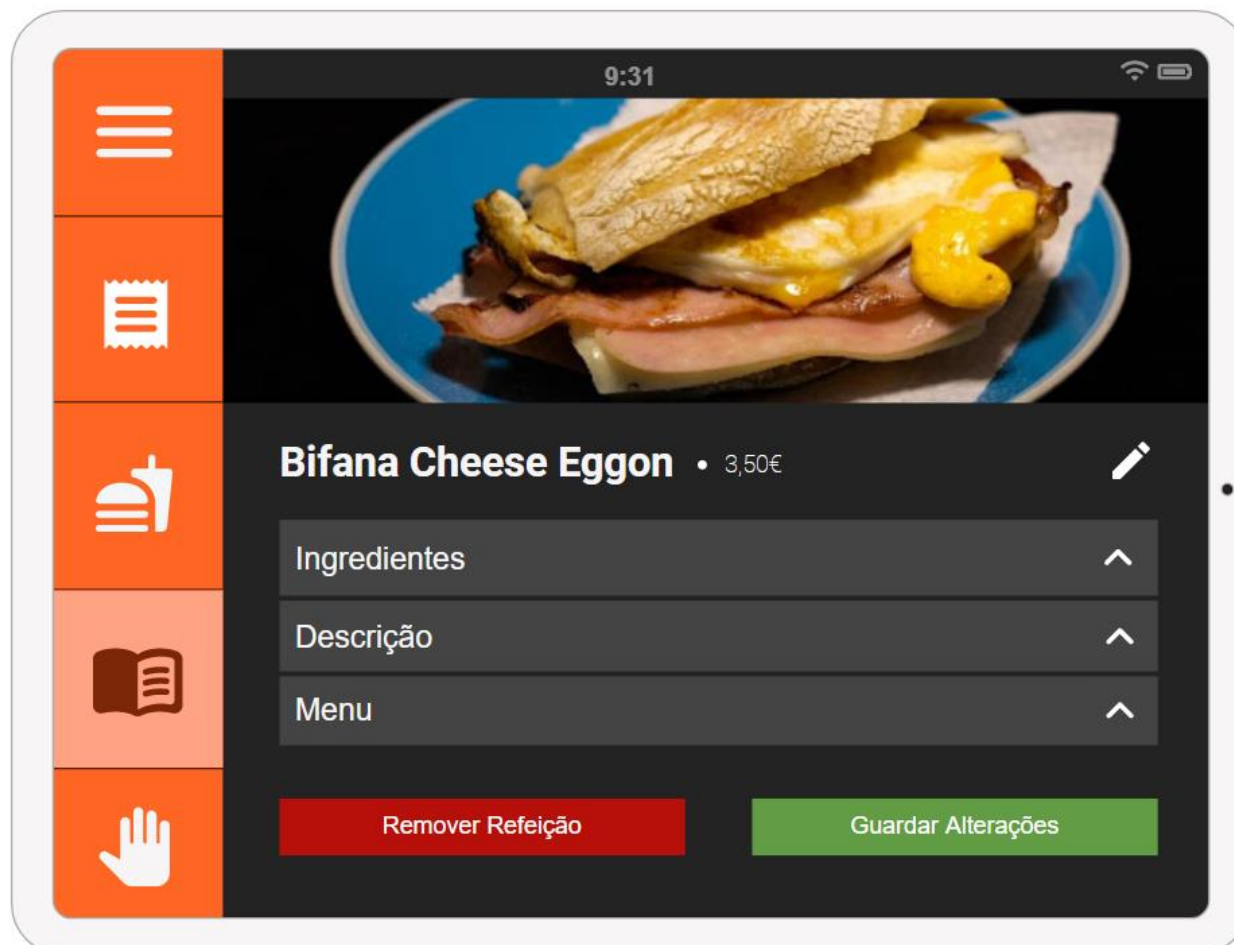 9:31
Bifana Cheese Eggon • 3,50€
Ingredientes
Descrição
Menu
Remover Refeição
Guardar Alterações